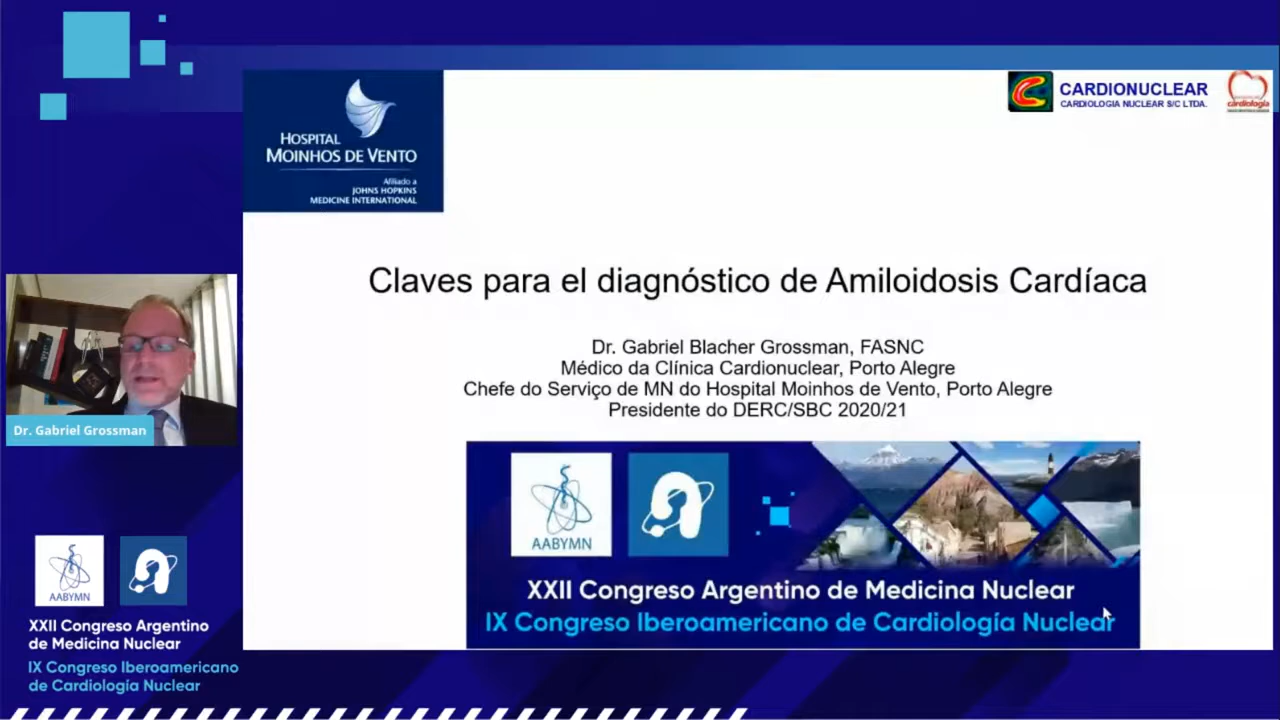 HOSPITAL
MOINHOS DE VENTO
Afiliado a
JOHNS HOPKINS
MEDICINE INTERNATIONAL
CARDIONUCLEAR
CARDIOLOGIA NUCLEAR S/C LTDA.
cardiologia
Claves para el diagnóstico de Amiloidosis Cardíaca
Dr. Gabriel Blacher Grossman, FASNC
Médico da Clínica Cardionuclear, Porto Alegre
Chefe do Serviço de MN do Hospital Moinhos de Vento, Porto Alegre
Presidente do DERC/SBC 2020/21
Dr. Gabriel Grossman
AABYMN
XXII Congreso Argentino de Medicina Nuclear
IX Congreso Iberoamericano de Cardiología Nuclear
AABYMN
XXII Congreso Argentino
de Medicina Nuclear
IX Congreso Iberoamericano
de Cardiología Nuclear